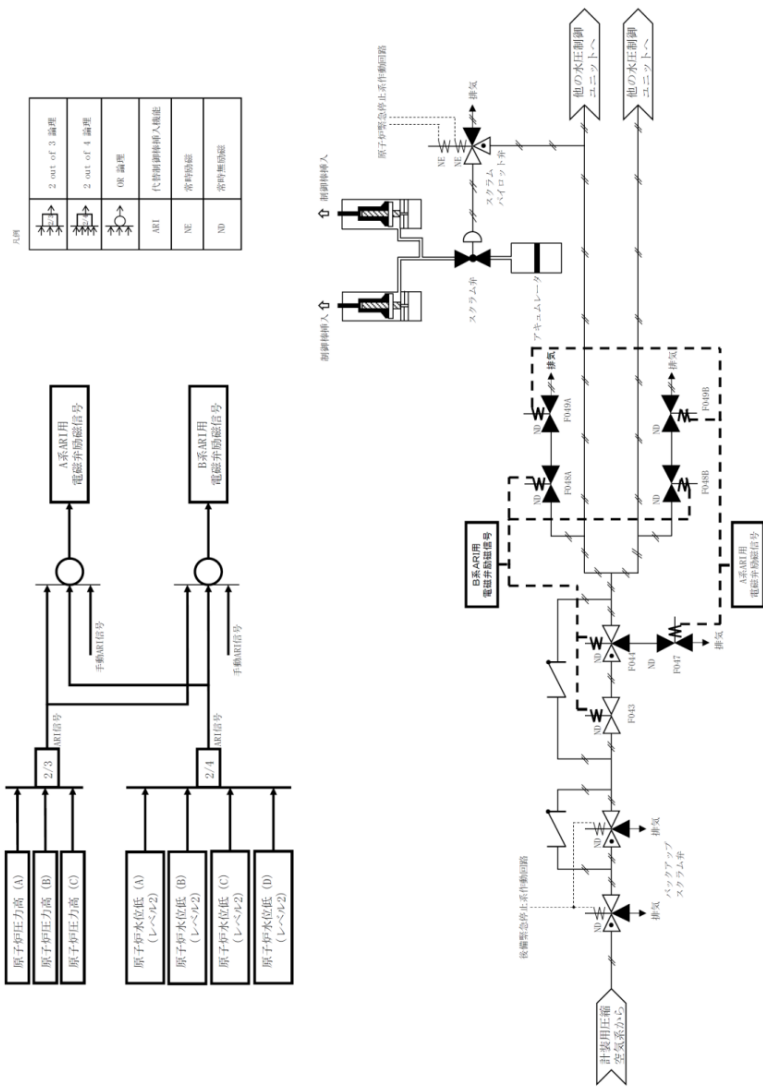 凡例
2/3
2 out of 3 論理
2/4
2 out of 4 論理
OR 論理
ARI
代替制御棒挿入機能
NE
常時励磁
ND
常時無励磁
原子炉圧力高 (A)
原子炉圧力高 (B)
原子炉圧力高 (C)
原子炉水位低 (A)
(レベル2)
原子炉水位低 (B)
(レベル2)
原子炉水位低 (C)
(レベル2)
原子炉水位低 (D)
(レベル2)
2/3
2/4
ARI信号
ARI信号
手動ARI信号
手動ARI信号
A系ARI用
電磁弁励磁信号
B系ARI用
電磁弁励磁信号
計装用圧縮
空気系から
後備緊急停止系作動回路
ND
排気
ND
排気
バックアップ
スクラム弁
ND
F043
ND
F044
ND
F047
排気
B系ARI用
電磁弁励磁信号
A系ARI用
電磁弁励磁信号
ND
F048A
ND
F049A
排気
ND
F048B
ND
F049B
排気
制御棒挿入
制御棒挿入
スクラム弁
アキュムレータ
原子炉緊急停止系作動回路
NE
NE
排気
スクラム
パイロット弁
他の水圧制御
ユニットへ
他の水圧制御
ユニットへ